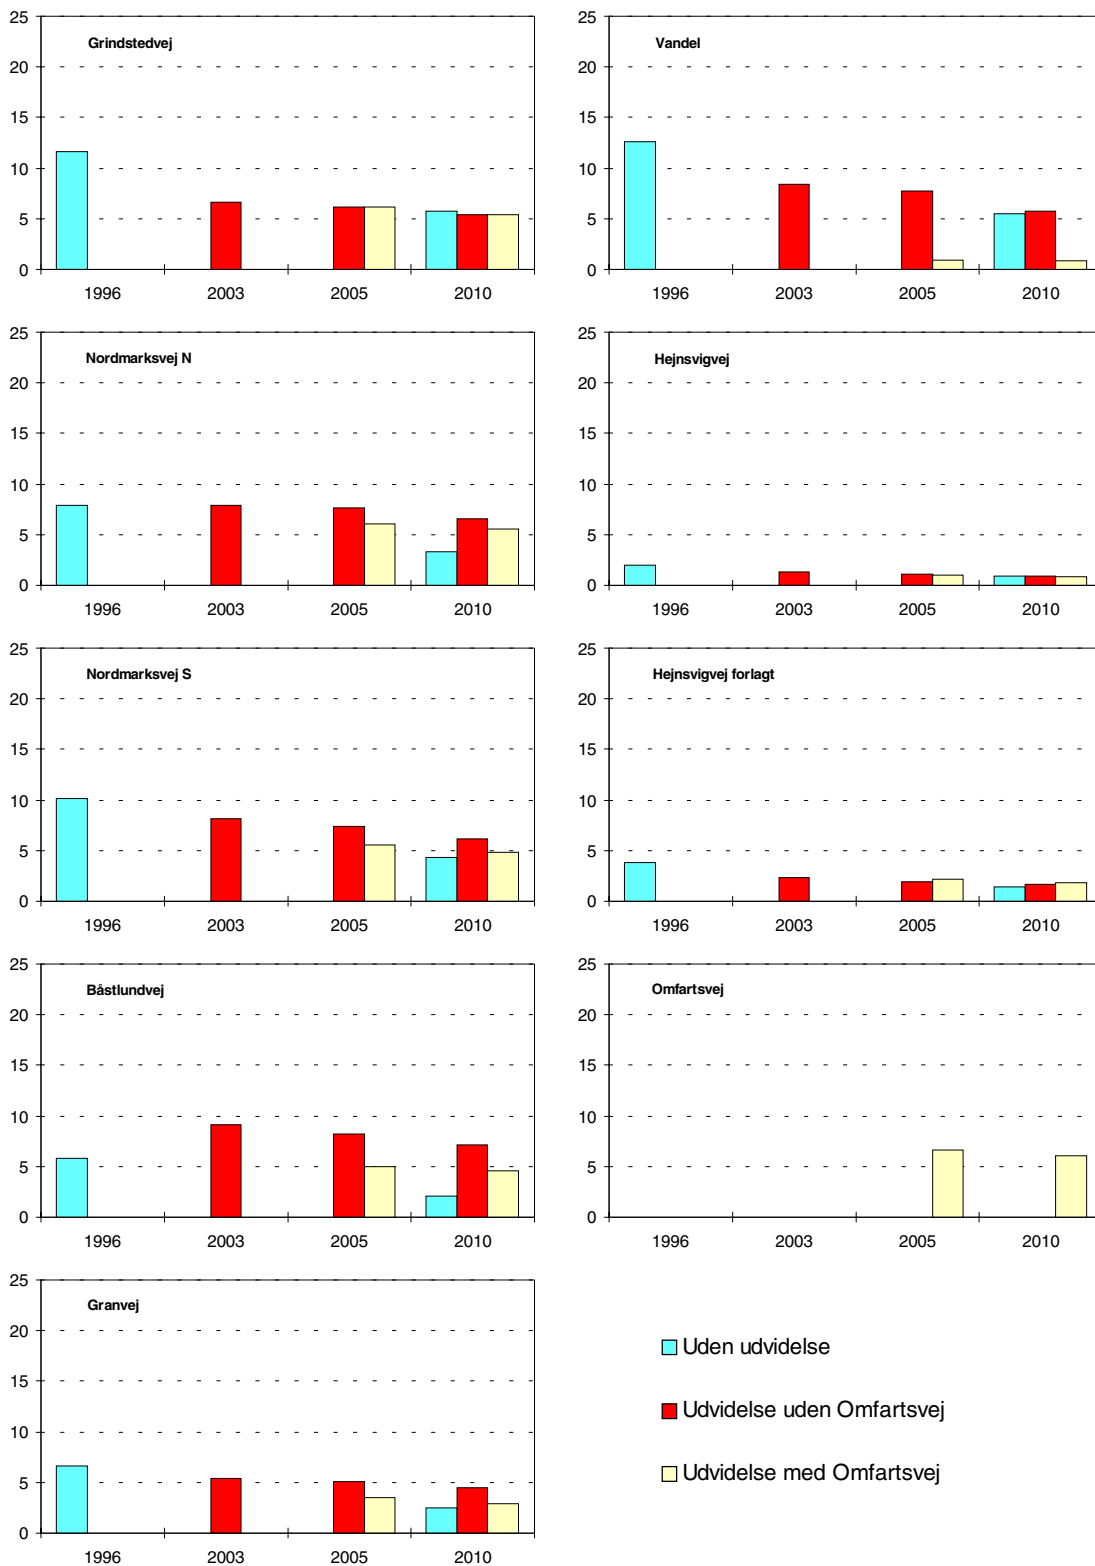 Grindstedvej
25
20
15
10
5
0
1996 2003 2005 2010
Vandel
25
20
15
10
5
0
1996 2003 2005 2010
Nordmarksvej N
25
20
15
10
5
0
1996 2003 2005 2010
Hejnsvigvej
25
20
15
10
5
0
1996 2003 2005 2010
Nordmarksvej S
25
20
15
10
5
0
1996 2003 2005 2010
Hejnsvigvej forlagt
25
20
15
10
5
0
1996 2003 2005 2010
Båstlundvej
25
20
15
10
5
0
1996 2003 2005 2010
Omfartsvej
25
20
15
10
5
0
1996 2003 2005 2010
Granvej
25
20
15
10
5
0
1996 2003 2005 2010
Uden udvidelse
Udvidelse uden Omfartsvej
Udvidelse med Omfartsvej